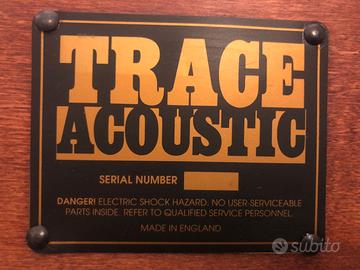 TRACE
ACOUSTIC
SERIAL NUMBER
DANGER! ELECTRIC SHOCK HAZARD. NO USER-SERVICEABLE
PARTS INSIDE. REFER TO QUALIFIED SERVICE PERSONNEL.
MADE IN ENGLAND
subito